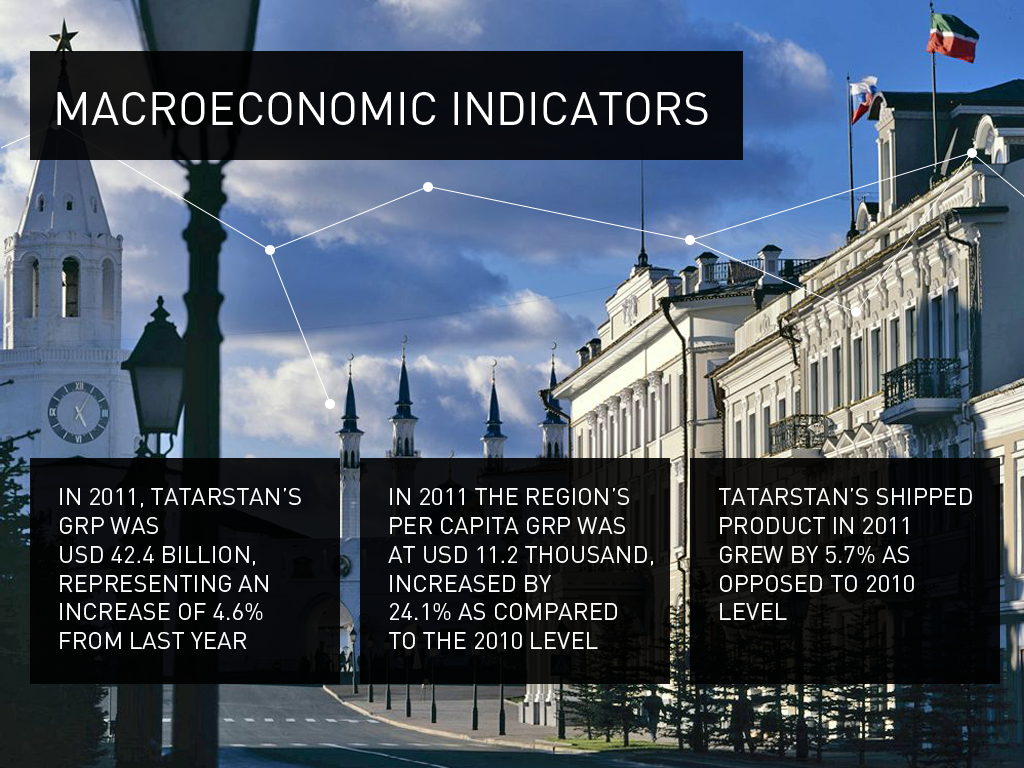 MACROECONOMIC INDICATORS
IN 2011, TATARSTAN’S
GRP WAS
USD 42.4 BILLION,
REPRESENTING AN
INCREASE OF 4.6%
FROM LAST YEAR
IN 2011 THE REGION’S
PER CAPITA GRP WAS
AT USD 11.2 THOUSAND,
INCREASED BY
24.1% AS COMPARED
TO THE 2010 LEVEL
TATARSTAN’S SHIPPED
PRODUCT IN 2011
GREW BY 5.7% AS
OPPOSED TO 2010
LEVEL